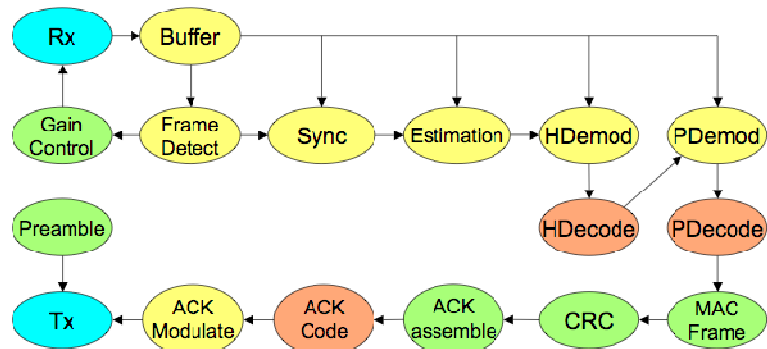 Rx
Buffer
Gain
Control
Frame
Detect
Sync
Estimation
HDemod
PDemod
Preamble
HDecode
PDecode
Tx
ACK
Modulate
ACK
Code
ACK
assemble
CRC
MAC
Frame